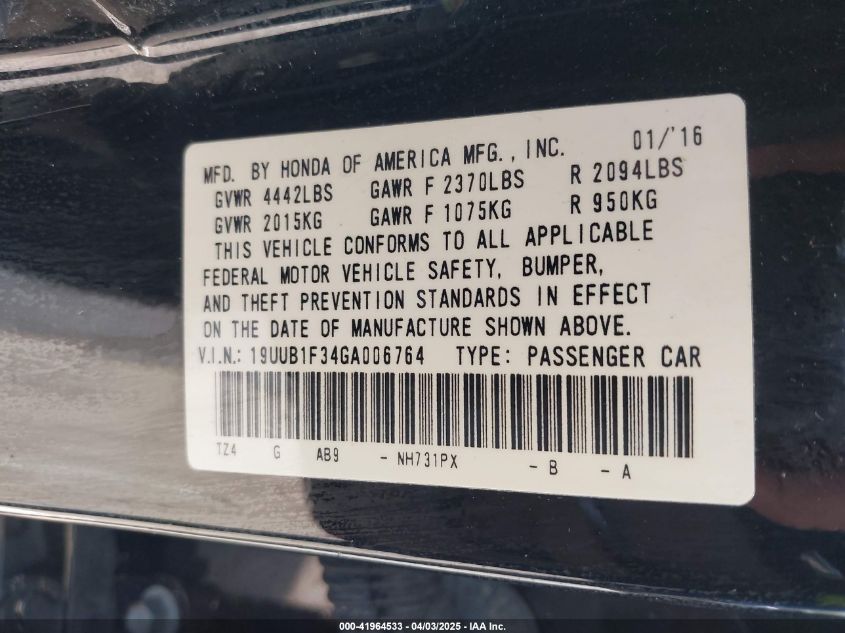 01/'16
MFD. BY HONDA OF AMERICA MFG., INC.
GVWR 4442LBS GAWR F 2370LBS R 2094LBS
GVWR 2015KG GAWR F 1075KG R 950KG
THIS VEHICLE CONFORMS TO ALL APPLICABLE
FEDERAL MOTOR VEHICLE SAFETY, BUMPER,
AND THEFT PREVENTION STANDARDS IN EFFECT
ON THE DATE OF MANUFACTURE SHOWN ABOVE.
V.I.N.: 19UUB1F34GA006764 TYPE: PASSENGER CAR
TZ4 G AB9 - NH731PX - B - A
000-41964533 - 04/03/2025 - IAA Inc.